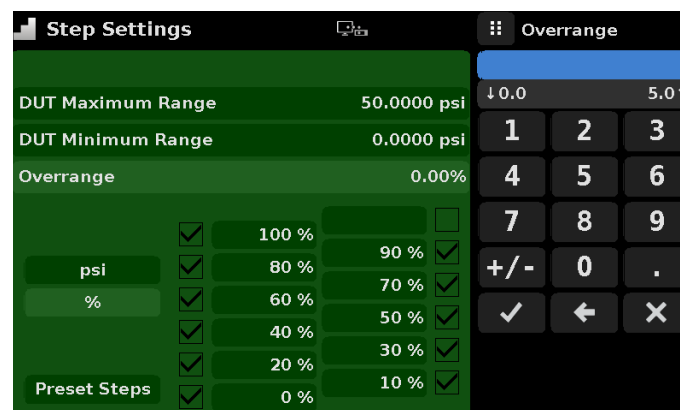 Step Settings
Overrange
DUT Maximum Range 50.0000 psi
DUT Minimum Range 0.0000 psi
Overrange 0.00%
↓0.0 5.0
1 2 3
4 5 6
7 8 9
+/- 0 .
100 %
90 %
psi 80 %
70 %
% 60 %
50 %
40 %
30 %
20 %
Preset Steps 10 %
0 %